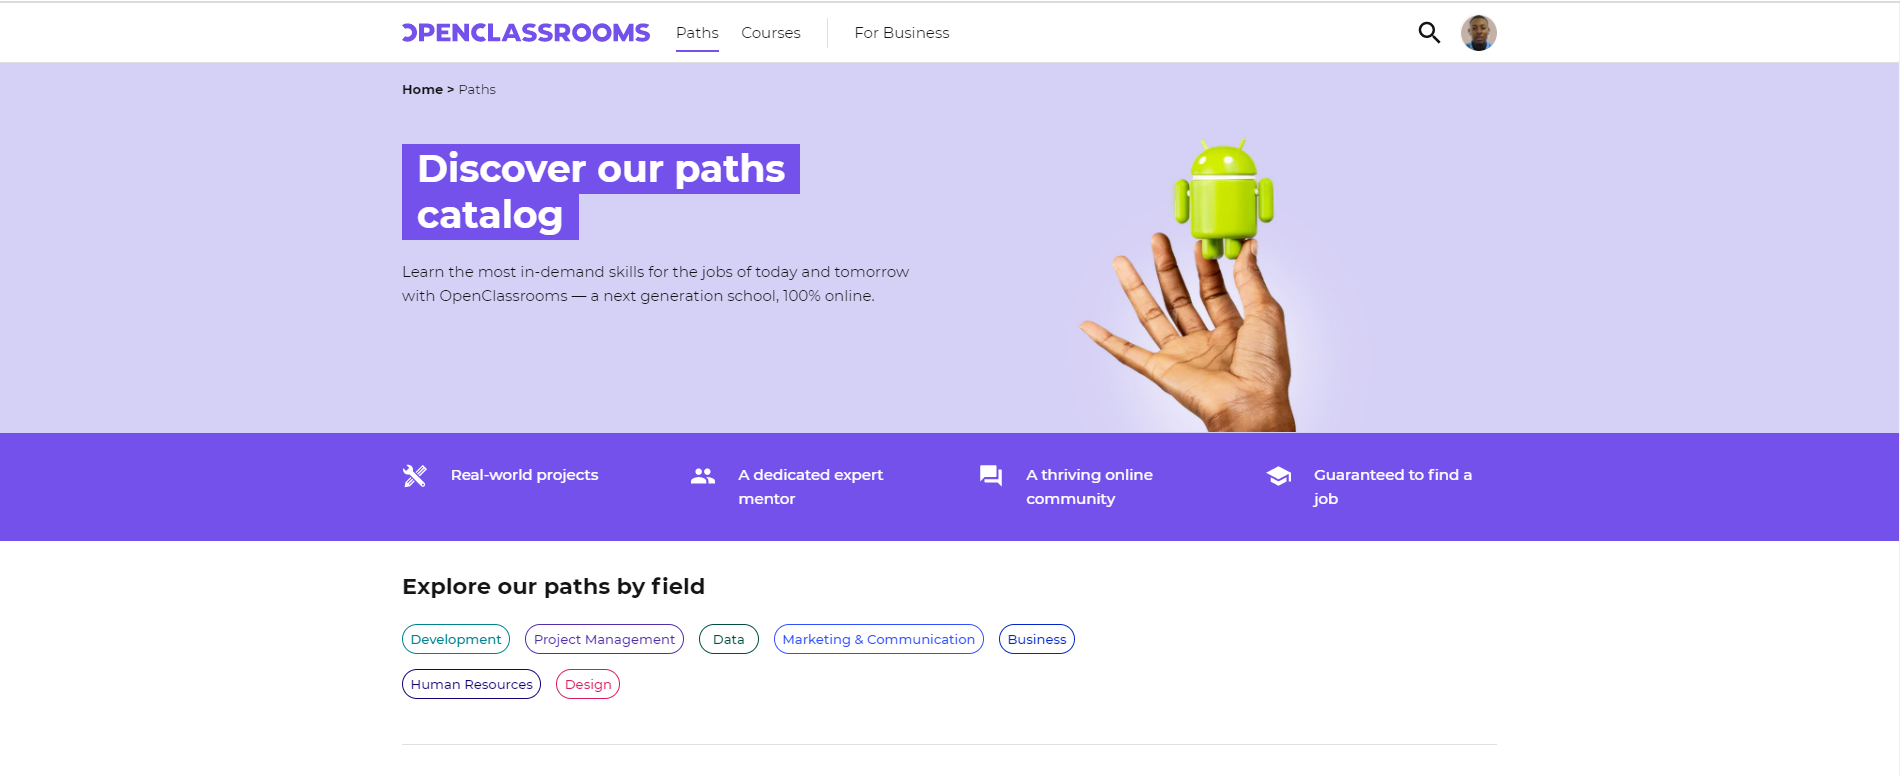 OPENCLASSROOMS Paths Courses For Business
Home > Paths
Discover our paths
catalog
Learn the most in-demand skills for the jobs of today and tomorrow
with OpenClassrooms — a next generation school, 100% online.
Real-world projects
A dedicated expert
mentor
A thriving online
community
Guaranteed to find a
job
Explore our paths by field
Development Project Management Data Marketing & Communication Business
Human Resources Design